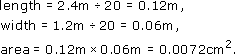 length = 2.4m ÷ 20 = 0.12m,
width = 1.2m ÷ 20 = 0.06m,
area = 0.12m × 0.06m = 0.0072cm².